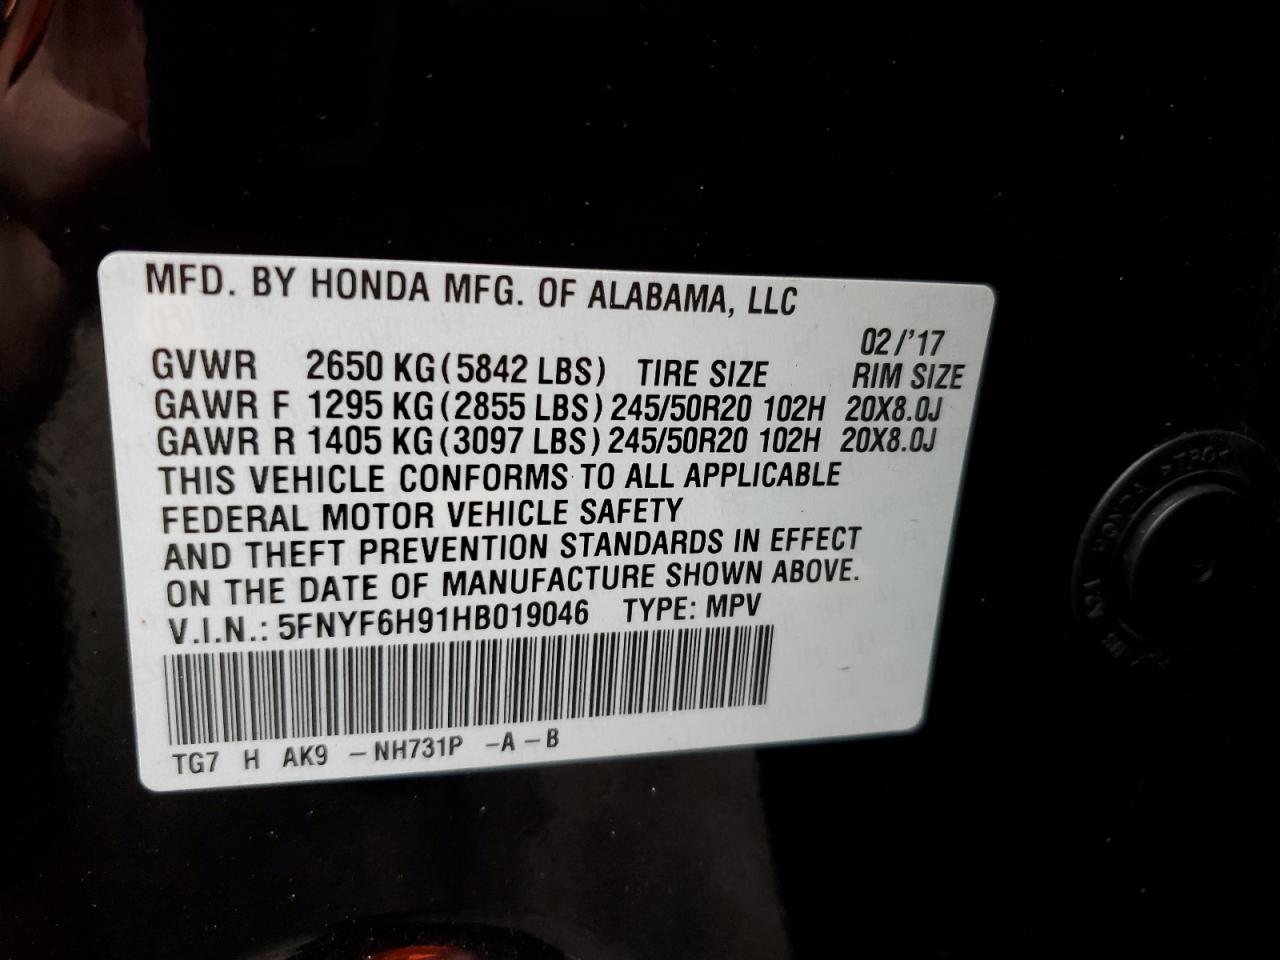 MFD. BY HONDA MFG. OF ALABAMA, LLC
02/'17
GVWR 2650 KG (5842 LBS) TIRE SIZE RIM SIZE
GAWR F 1295 KG (2855 LBS) 245/50R20 102H 20X8.0J
GAWR R 1405 KG (3097 LBS) 245/50R20 102H 20X8.0J
THIS VEHICLE CONFORMS TO ALL APPLICABLE
FEDERAL MOTOR VEHICLE SAFETY
AND THEFT PREVENTION STANDARDS IN EFFECT
ON THE DATE OF MANUFACTURE SHOWN ABOVE.
V.I.N.: 5FNYF6H91HB019046 TYPE: MPV
TG7 H AK9 -NH731P -A-B
HONDA